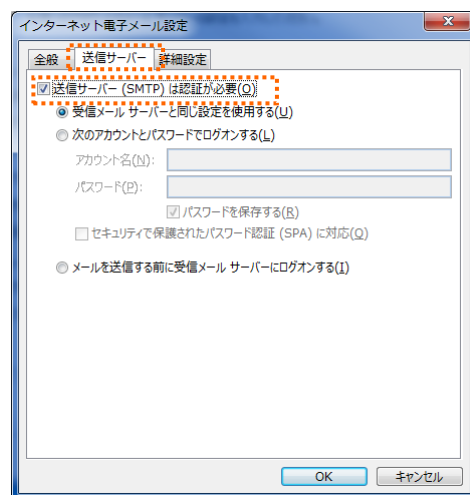 インターネット電子メール設定
全般 送信サーバー 詳細設定
送信サーバー (SMTP) は認証が必要(O)
受信メール サーバーと同じ設定を使用する(U)
次のアカウントとパスワードでログオンする(L)
アカウント名(N):
パスワード(P):
パスワードを保存する(R)
セキュリティで保護されたパスワード認証 (SPA) に対応(Q)
メールを送信する前に受信メール サーバーにログオンする(I)
OK キャンセル